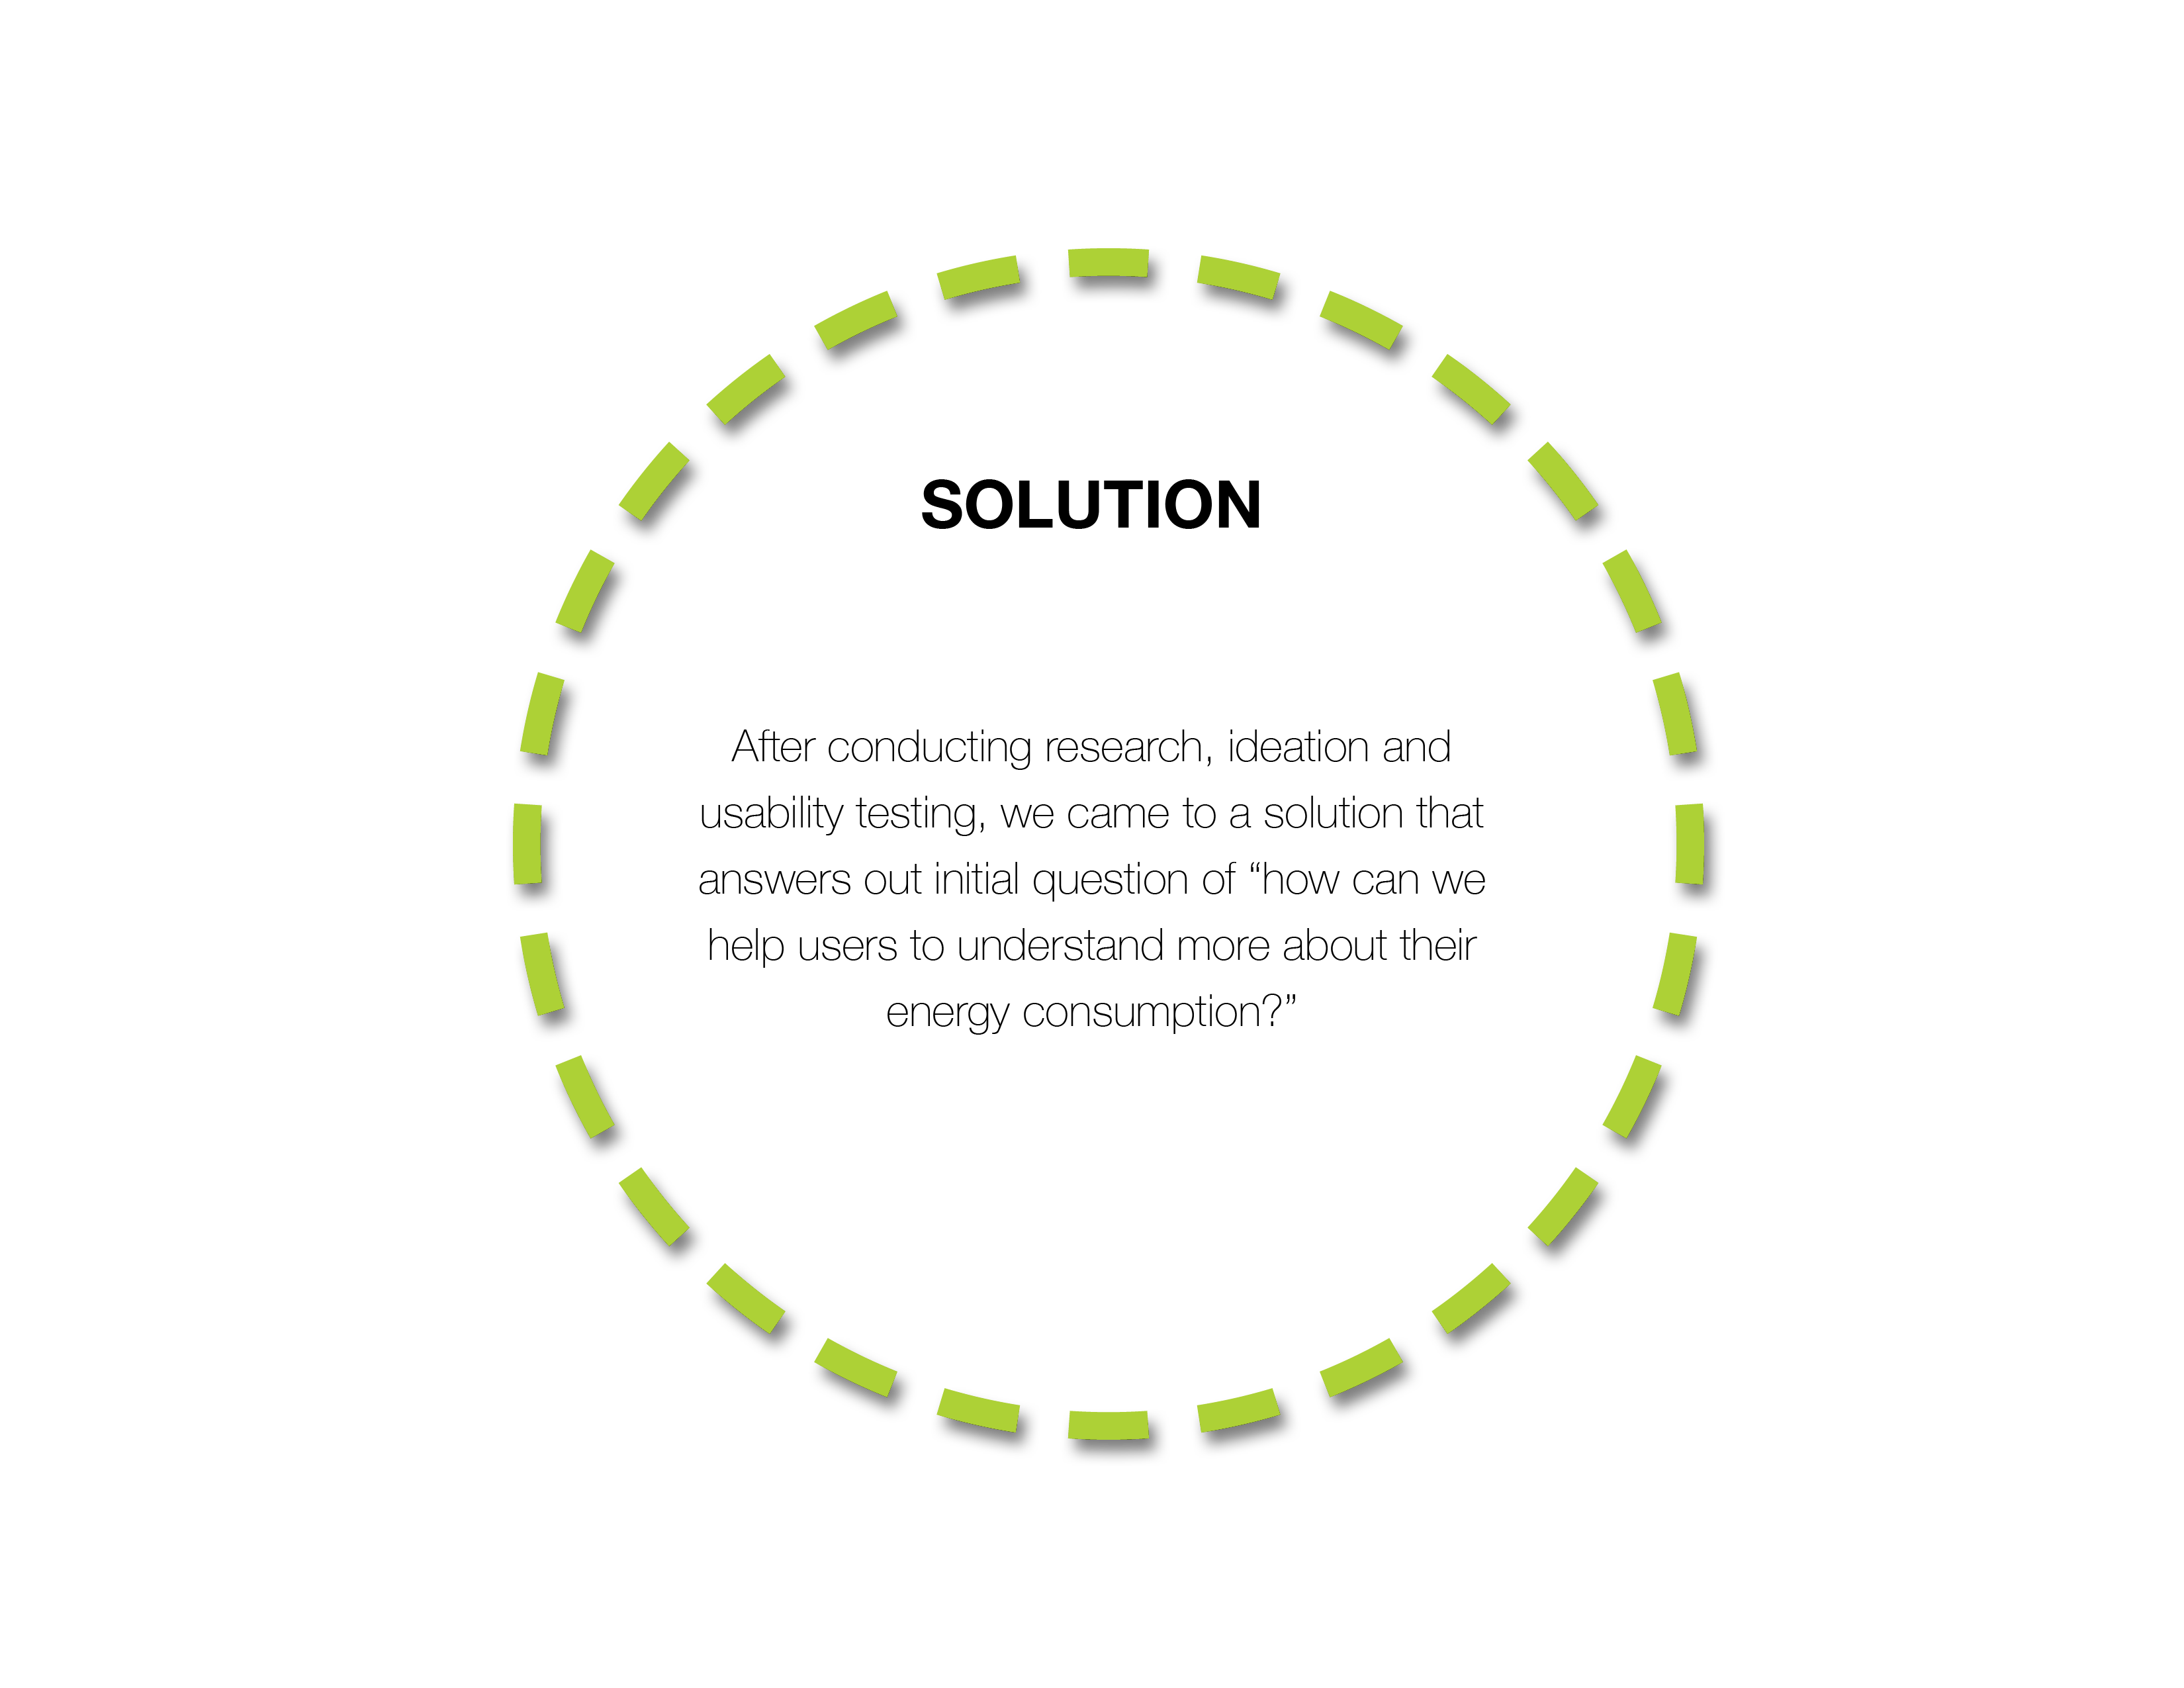 SOLUTION
After conducting research, ideation and
usability testing, we came to a solution that
answers out initial question of “how can we
help users to understand more about their
energy consumption?”